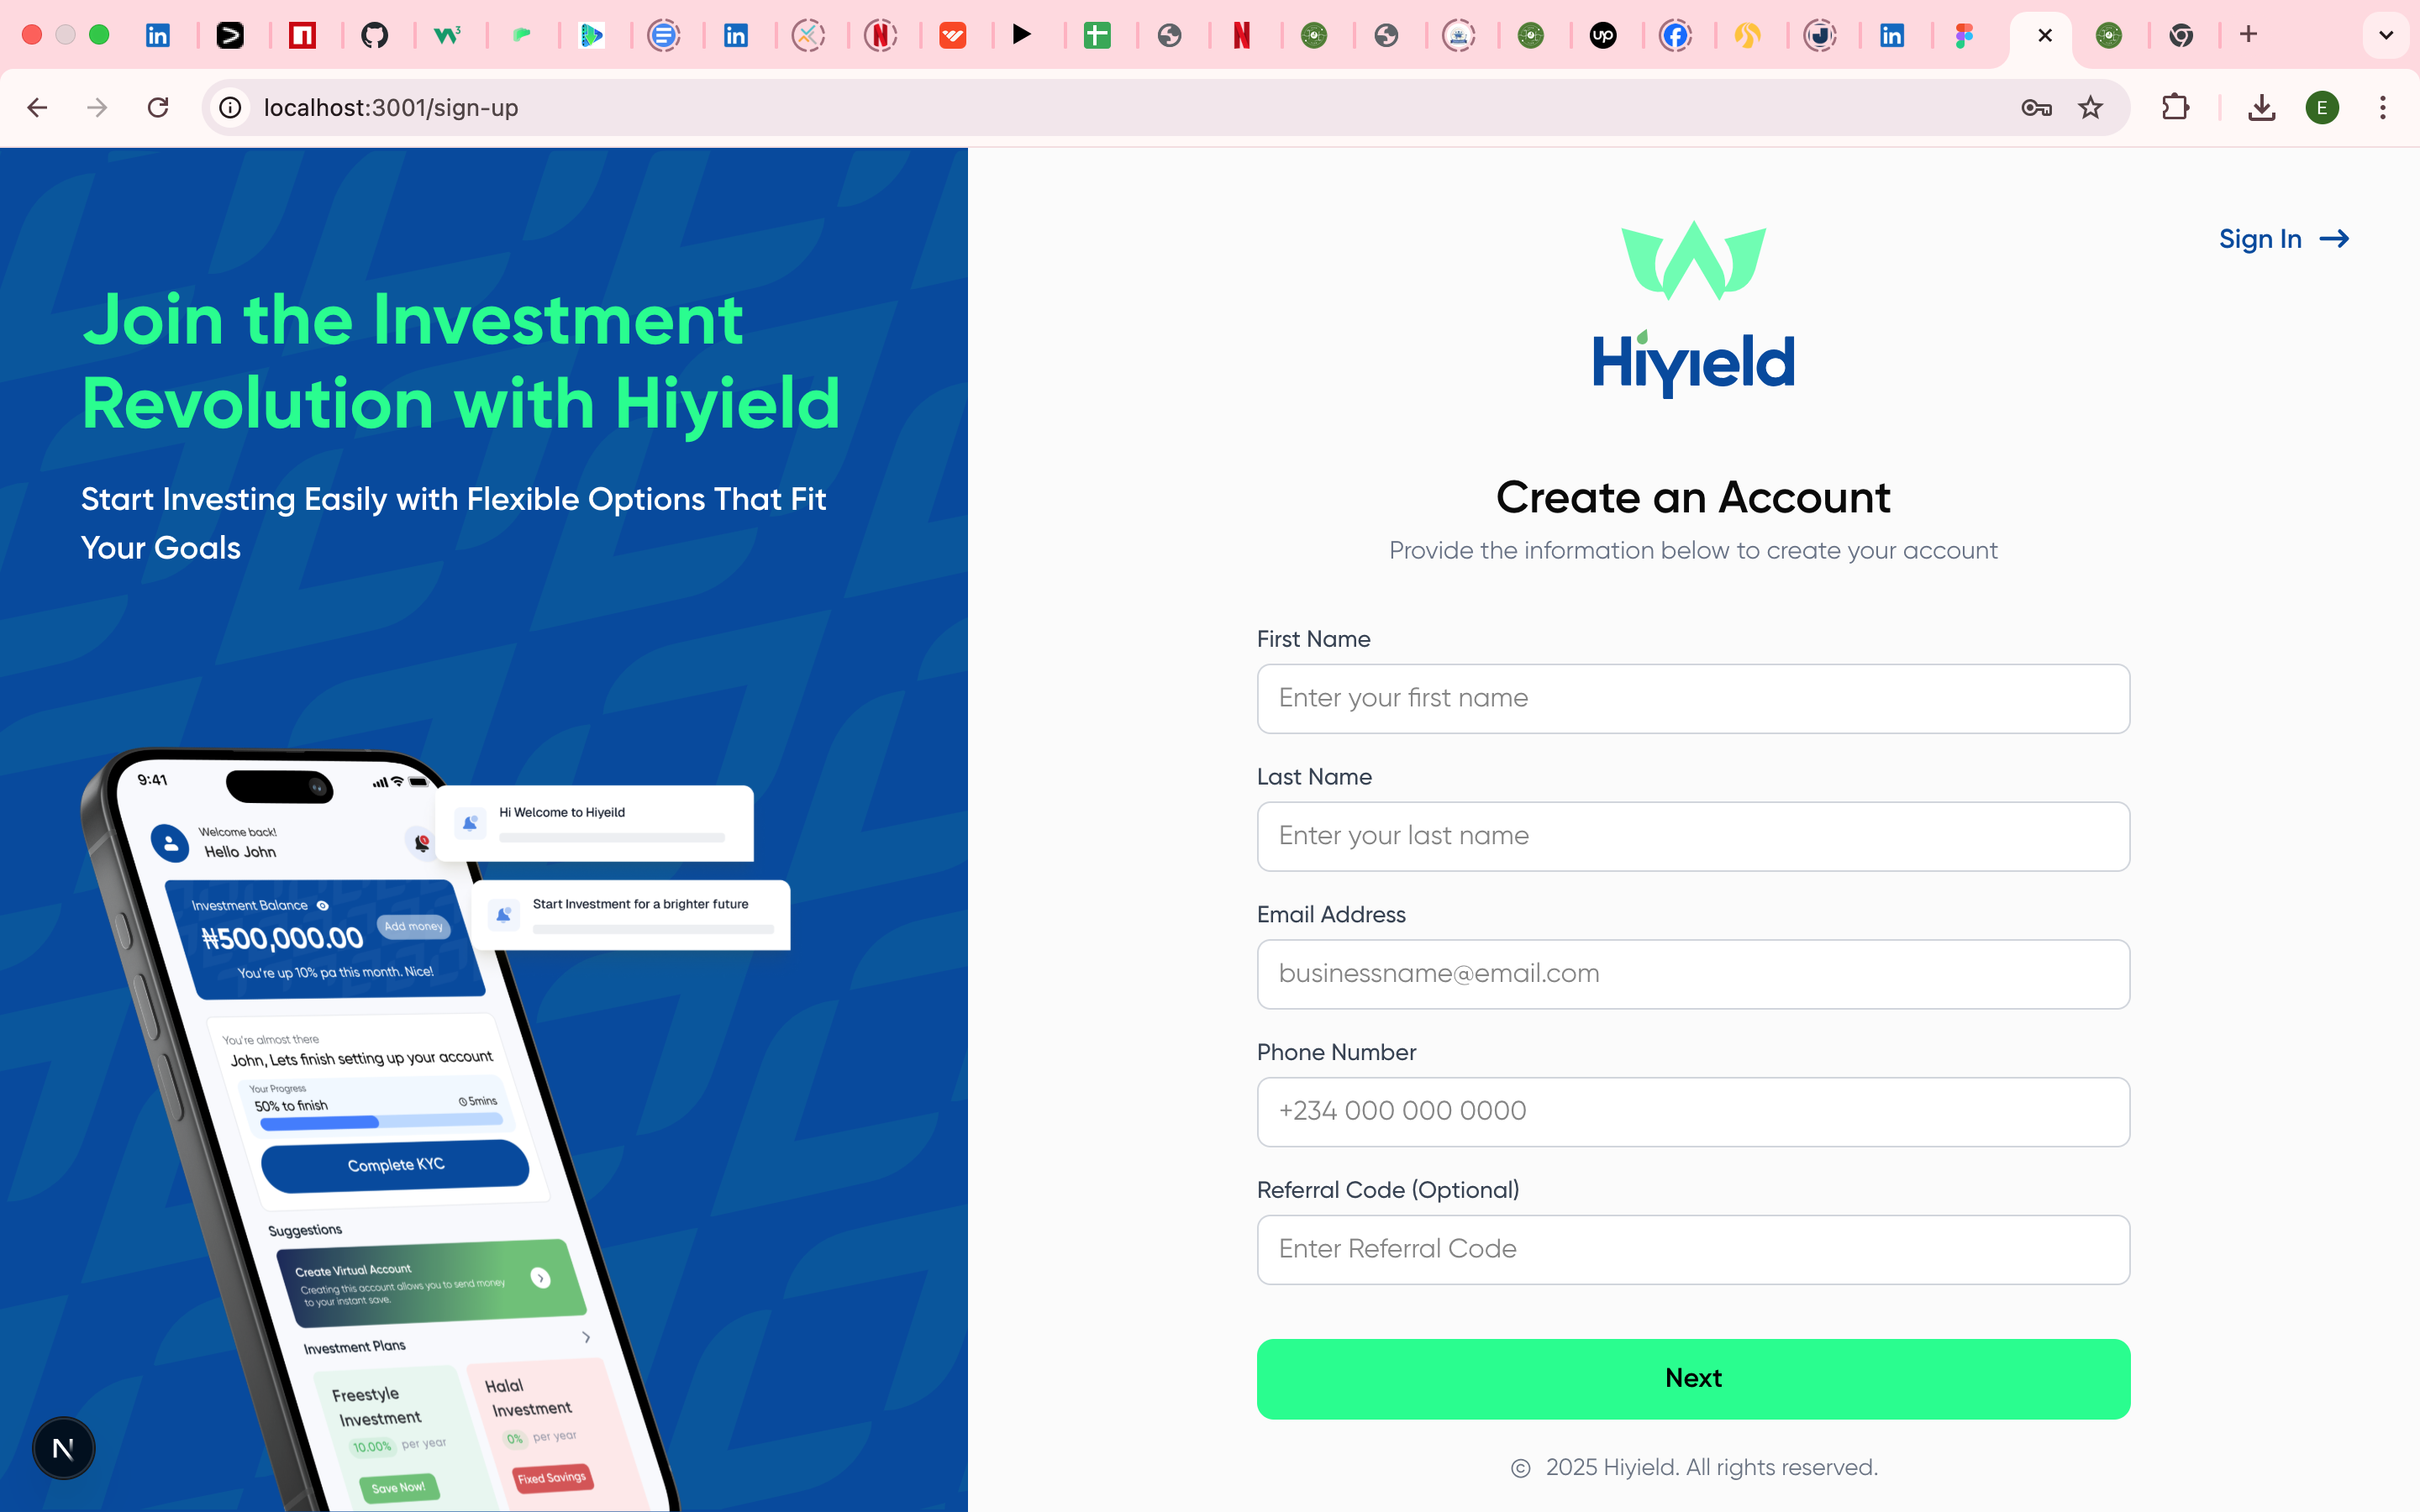 localhost:3001/sign-up
E
Join the Investment
Revolution with Hiyield
Start Investing Easily with Flexible Options That Fit
Your Goals
9:41
Welcome back!
Hello John
Hi Welcome to Hiyeild
Investment Balance
₦500,000.00
Add money
You're up 10% pa this month. Nice!
Start Investment for a brighter future
You're almost there
John, Lets finish setting up your account
Your Progress
50% to finish
5mins
Complete KYC
Suggestions
Create Virtual Account
Creating this account allows you to send money
to your instant save.
Investment Plans
Freestyle
Investment
10.00% per year
Save Now!
Halal
Investment
0% per year
Fixed Savings
N
Sign In
Hiyield
Create an Account
Provide the information below to create your account
First Name
Enter your first name
Last Name
Enter your last name
Email Address
businessname@email.com
Phone Number
+234 000 000 0000
Referral Code (Optional)
Enter Referral Code
Next
© 2025 Hiyield. All rights reserved.